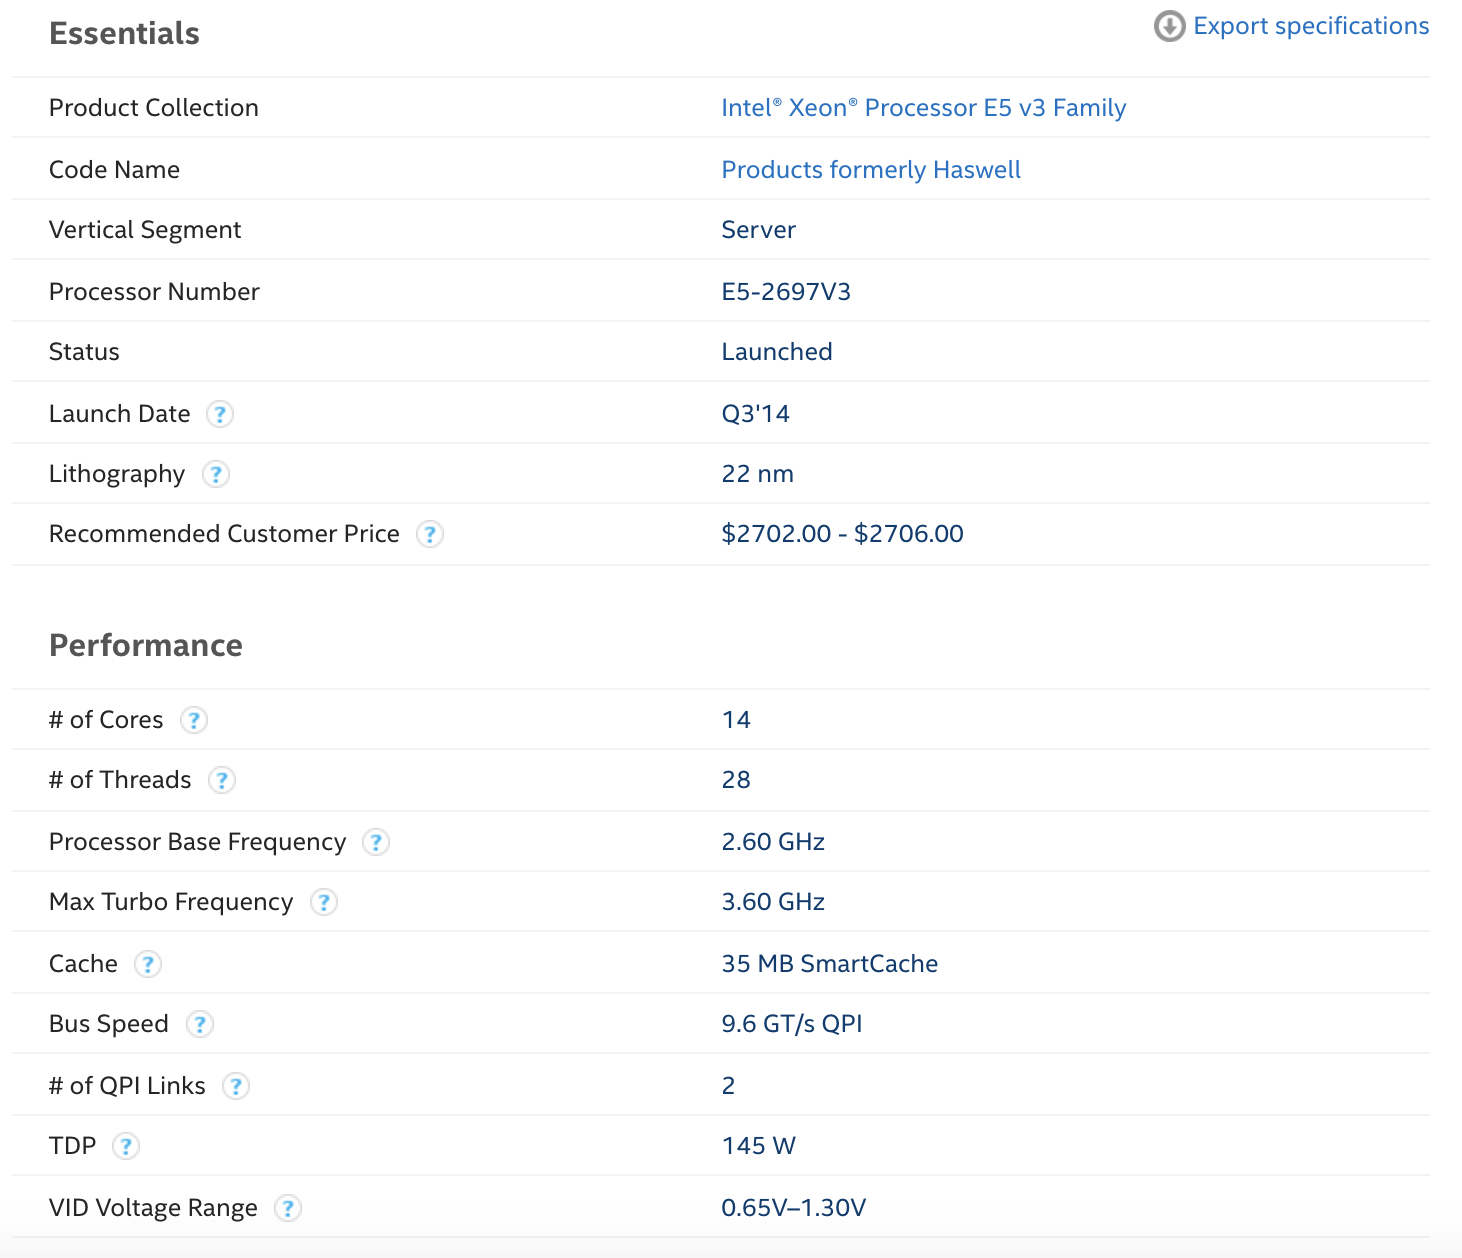 Essentials
Export specifications
Product Collection Intel® Xeon® Processor E5 v3 Family
Code Name Products formerly Haswell
Vertical Segment Server
Processor Number E5-2697V3
Status Launched
Launch Date ? Q3'14
Lithography ? 22 nm
Recommended Customer Price ? $2702.00 - $2706.00
Performance
# of Cores ? 14
# of Threads ? 28
Processor Base Frequency ? 2.60 GHz
Max Turbo Frequency ? 3.60 GHz
Cache ? 35 MB SmartCache
Bus Speed ? 9.6 GT/s QPI
# of QPI Links ? 2
TDP ? 145 W
VID Voltage Range ? 0.65V–1.30V